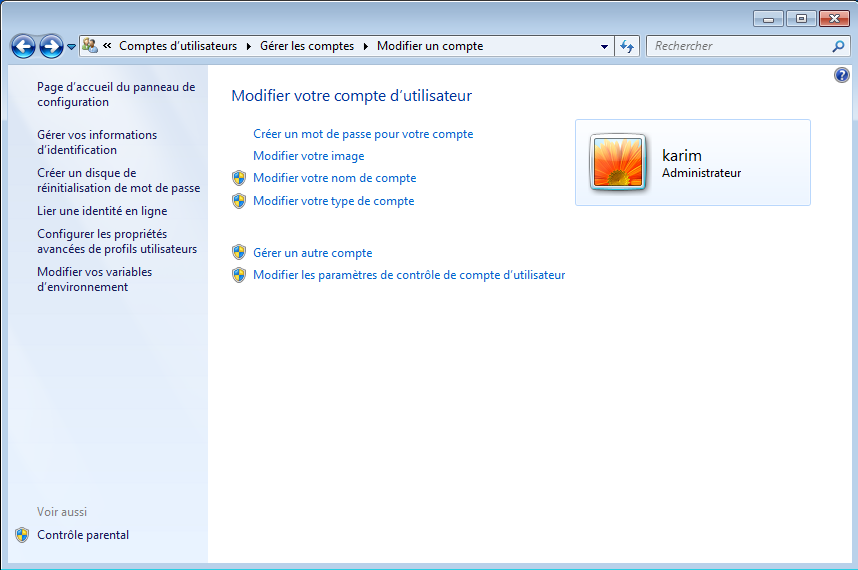 « Comptes d'utilisateurs Gérer les comptes Modifier un compte
Rechercher
Page d'accueil du panneau de
configuration
Gérer vos informations
d'identification
Créer un disque de
réinitialisation de mot de passe
Lier une identité en ligne
Configurer les propriétés
avancées de profils utilisateurs
Modifier vos variables
d'environnement
Voir aussi
Contrôle parental
Modifier votre compte d'utilisateur
Créer un mot de passe pour votre compte
Modifier votre image
Modifier votre nom de compte
Modifier votre type de compte
Gérer un autre compte
Modifier les paramètres de contrôle de compte d'utilisateur
karim
Administrateur